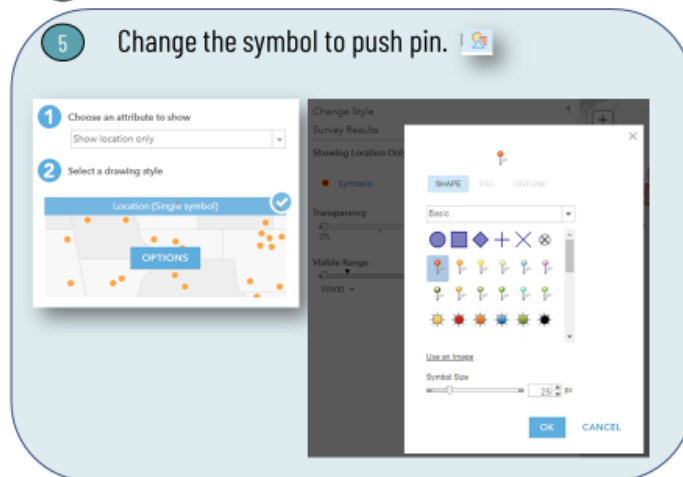 5 Change the symbol to push pin.
1 Choose an attribute to show
Show location only
2 Select a drawing style
Location (Single symbol)
OPTIONS
Change Style
Survey Results
Showing Location Only
Symbols
Transparency
0%
Visible Range
World
SHAPE FILL OUTLINE
Basic
Use an Image
Symbol Size
25 px
OK CANCEL